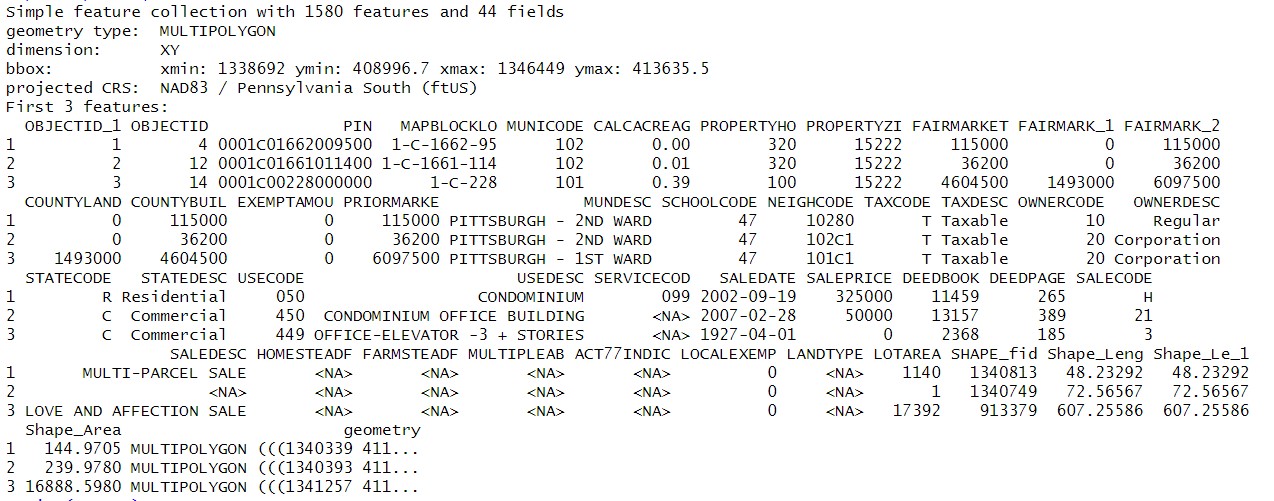 Simple feature collection with 1580 features and 44 fields
geometry type:  MULTIPOLYGON
dimension:      XY
bbox:           xmin: 1338692 ymin: 408996.7 xmax: 1346449 ymax: 413635.5
projected CRS:  NAD83 / Pennsylvania South (ftUS)
First 3 features:
  OBJECTID_1 OBJECTID              PIN   MAPBLOCKLO MUNICODE CALCACREAG PROPERTYHO PROPERTYZI FAIRMARKET FAIRMARK_1 FAIRMARK_2
1          1        4 0001C01662009500  1-C-1662-95      102       0.00        320      15222     115000          0     115000
2          2       12 0001C01661011400 1-C-1661-114      102       0.01        320      15222      36200          0      36200
3          3       14 0001C00228000000      1-C-228      101       0.39        100      15222    4604500    1493000    6097500
  COUNTYLAND COUNTYBUIL EXEMPTAMOU PRIORMARKE               MUNDESC SCHOOLCODE NEIGHCODE TAXCODE TAXDESC OWNERCODE   OWNERDESC
1          0     115000          0     115000 PITTSBURGH - 2ND WARD         47     10280       T Taxable        10     Regular
2          0      36200          0      36200 PITTSBURGH - 2ND WARD         47     102C1       T Taxable        20 Corporation
3    1493000    4604500          0    6097500 PITTSBURGH - 1ST WARD         47     101C1       T Taxable        20 Corporation
  STATECODE   STATEDESC USECODE                     USEDESC SERVICECOD   SALEDATE SALEPRICE DEEDBOOK DEEDPAGE SALECODE
1         R Residential     050                 CONDOMINIUM        099 2002-09-19    325000    11459      265        H
2         C  Commercial     450 CONDOMINIUM OFFICE BUILDING       <NA> 2007-02-28     50000    13157      389       21
3         C  Commercial     449 OFFICE-ELEVATOR -3 + STORIES       <NA> 1927-04-01         0     2368      185        3
                 SALEDESC HOMESTEADF FARMSTEADF MULTIPLEAB ACT77INDIC LOCALEXEMP LANDTYPE LOTAREA SHAPE_fid Shape_Leng Shape_Le_1
1       MULTI-PARCEL SALE       <NA>       <NA>       <NA>       <NA>          0     <NA>    1140   1340813   48.23292   48.23292
2                    <NA>       <NA>       <NA>       <NA>       <NA>          0     <NA>       1   1340749   72.56567   72.56567
3 LOVE AND AFFECTION SALE       <NA>       <NA>       <NA>       <NA>          0     <NA>   17392    913379  607.25586  607.25586
  Shape_Area                       geometry
1   144.9705 MULTIPOLYGON (((1340339 411...
2   239.9780 MULTIPOLYGON (((1340393 411...
3 16888.5980 MULTIPOLYGON (((1341257 411...